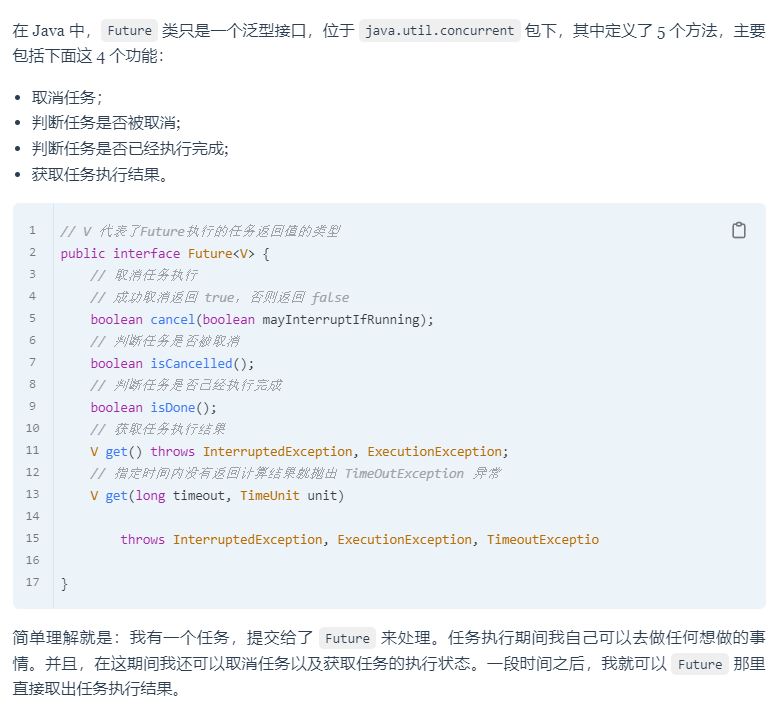 在 Java 中，Future 类只是一个泛型接口，位于 java.util.concurrent 包下，其中定义了 5 个方法，主要
包括下面这 4 个功能：
• 取消任务；
• 判断任务是否被取消;
• 判断任务是否已经执行完成;
• 获取任务执行结果。
1 // V 代表了Future执行的任务返回值的类型
2 public interface Future<V> {
3 // 取消任务执行
4 // 成功取消返回 true，否则返回 false
5 boolean cancel(boolean mayInterruptIfRunning);
6 // 判断任务是否被取消
7 boolean isCancelled();
8 // 判断任务是否已经执行完成
9 boolean isDone();
10 // 获取任务执行结果
11 V get() throws InterruptedException, ExecutionException;
12 // 指定时间内没有返回计算结果就抛出 TimeOutException 异常
13 V get(long timeout, TimeUnit unit)
14
15 throws InterruptedException, ExecutionException, TimeoutExceptio
16
17 }
简单理解就是：我有一个任务，提交给了 Future 来处理。任务执行期间我自己可以去做任何想做的事
情。并且，在这期间我还可以取消任务以及获取任务的执行状态。一段时间之后，我就可以 Future 那里
直接取出任务执行结果。